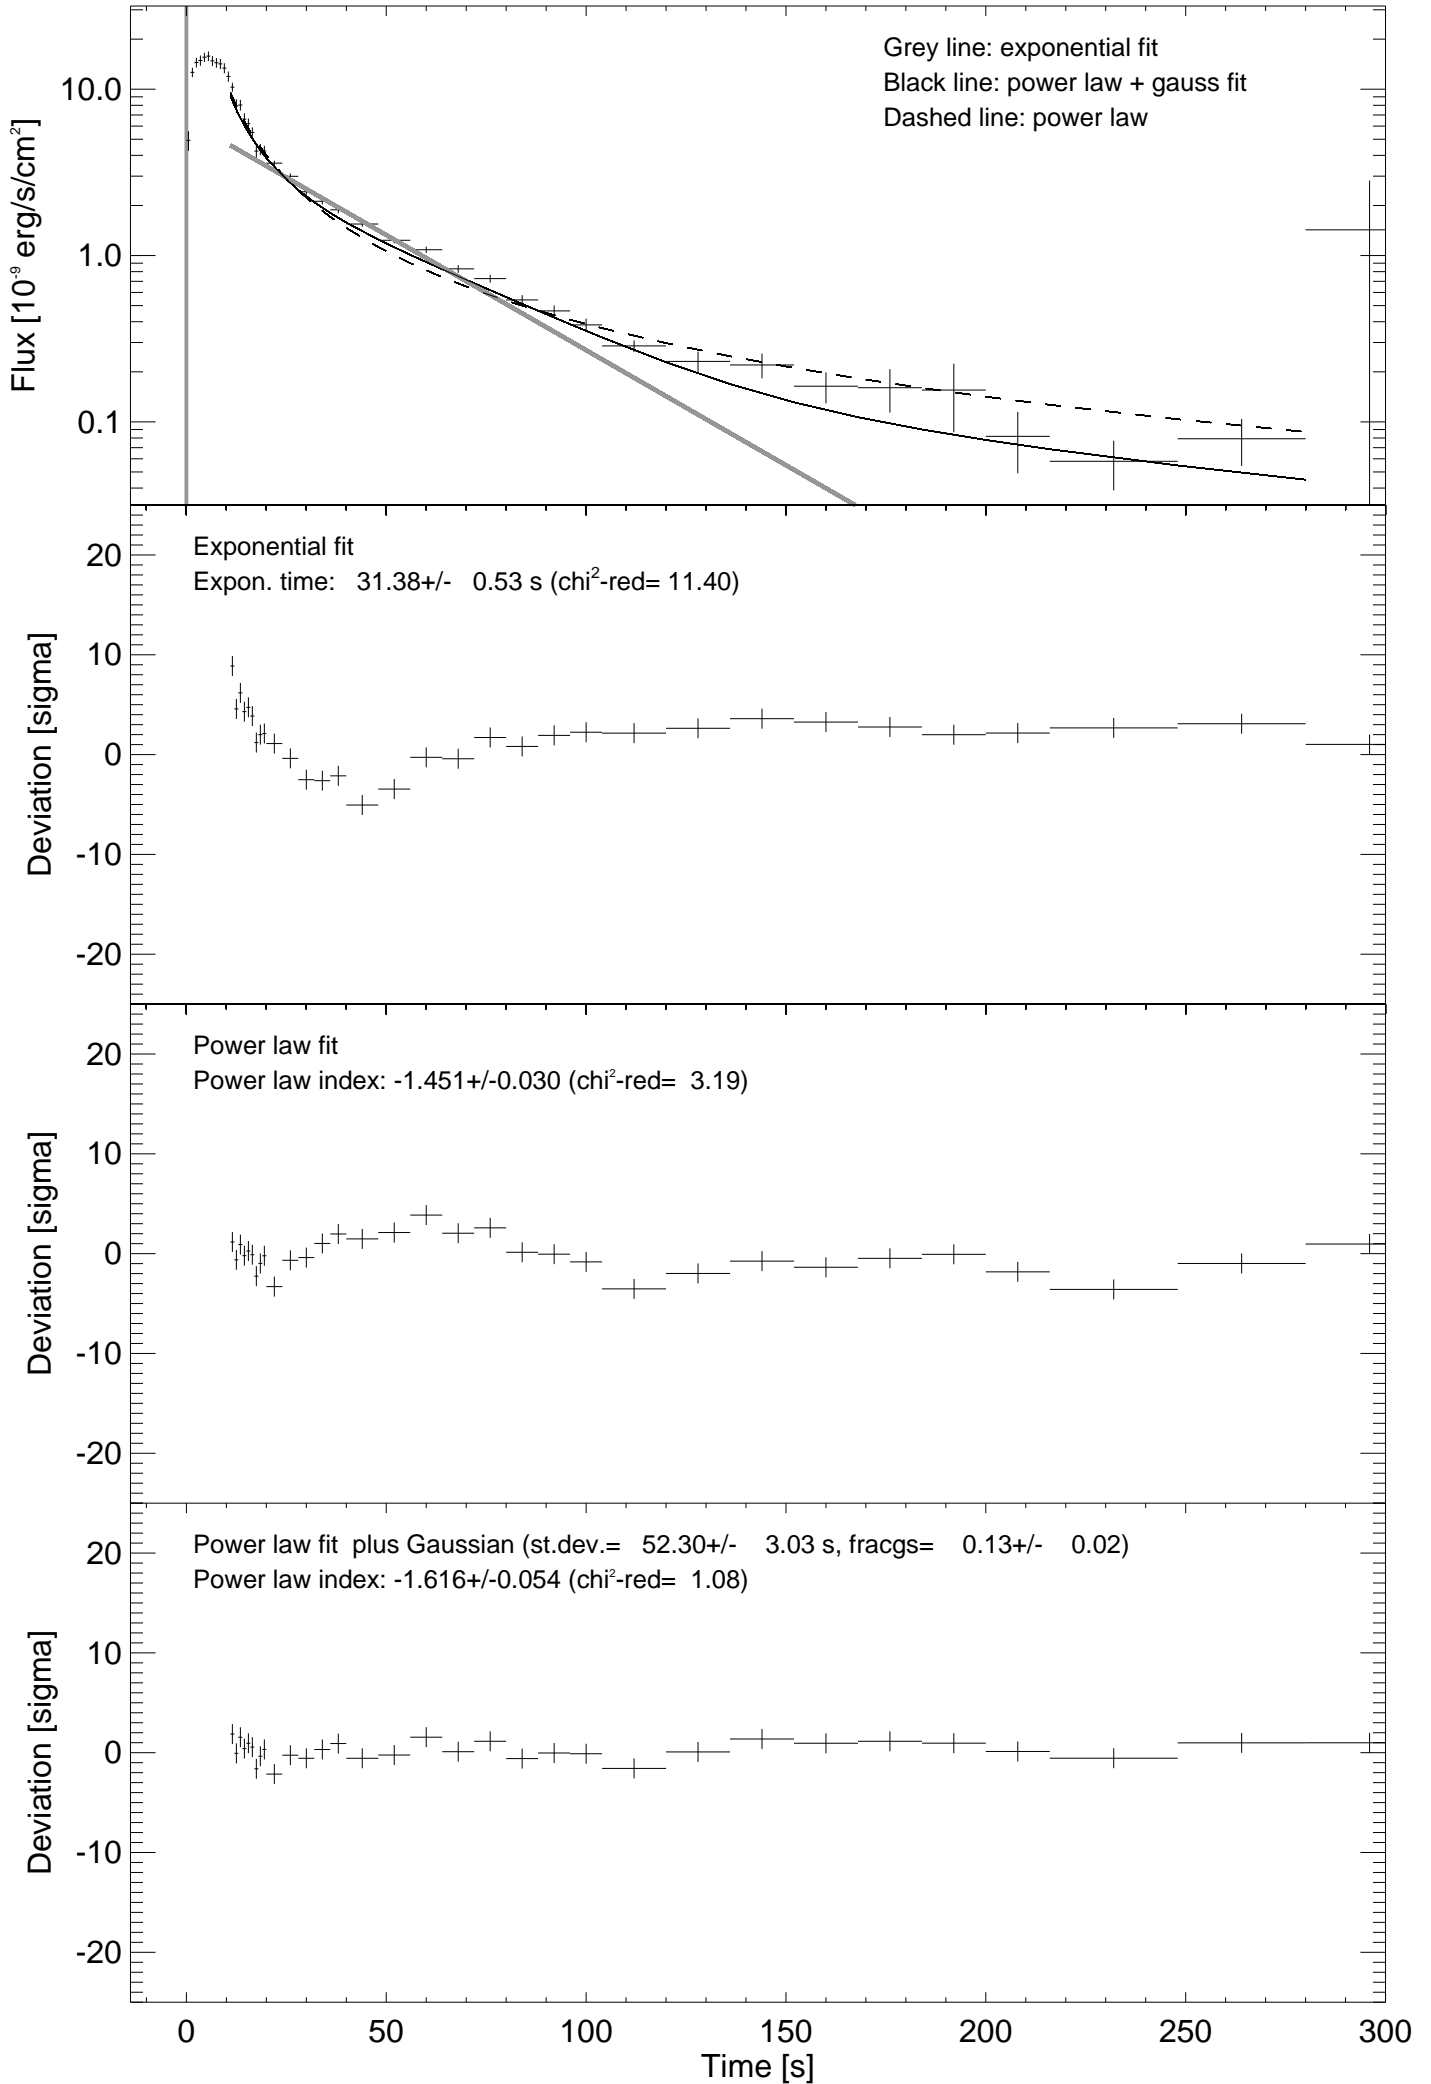 Grey line: exponential fit
Black line: power law + gauss fit
Dashed line: power law
10.0
1.0
0.1
Flux [10⁻⁹ erg/s/cm²]
Exponential fit
Expon. time: 31.38+/- 0.53 s (chi²-red= 11.40)
20
10
0
-10
-20
Deviation [sigma]
Power law fit
Power law index: -1.451+/-0.030 (chi²-red= 3.19)
20
10
0
-10
-20
Deviation [sigma]
Power law fit plus Gaussian (st.dev.= 52.30+/- 3.03 s, fracgs= 0.13+/- 0.02)
Power law index: -1.616+/-0.054 (chi²-red= 1.08)
20
10
0
-10
-20
Deviation [sigma]
0 50 100 150 200 250 300
Time [s]